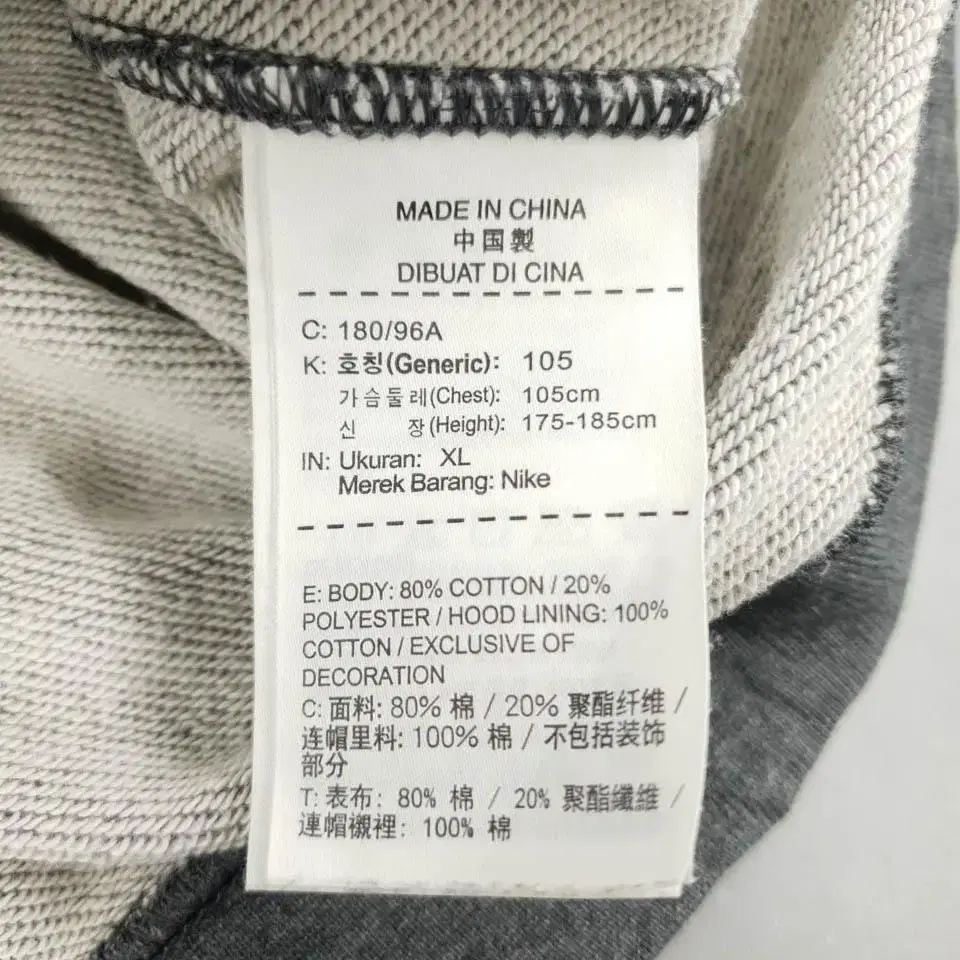 MADE IN CHINA
中国製
DIBUAT DI CINA
C: 180/96A
K: 호칭(Generic): 105
가슴둘레(Chest): 105cm
신 장(Height): 175-185cm
IN: Ukuran: XL
Merek Barang: Nike
E: BODY: 80% COTTON / 20%
POLYESTER / HOOD LINING: 100%
COTTON / EXCLUSIVE OF
DECORATION
C: 面料: 80% 棉 / 20% 聚酯纤维 /
连帽里料: 100% 棉 / 不包括装饰
部分
T: 表布: 80% 棉 / 20% 聚酯纖維 /
連帽襯裡: 100% 棉